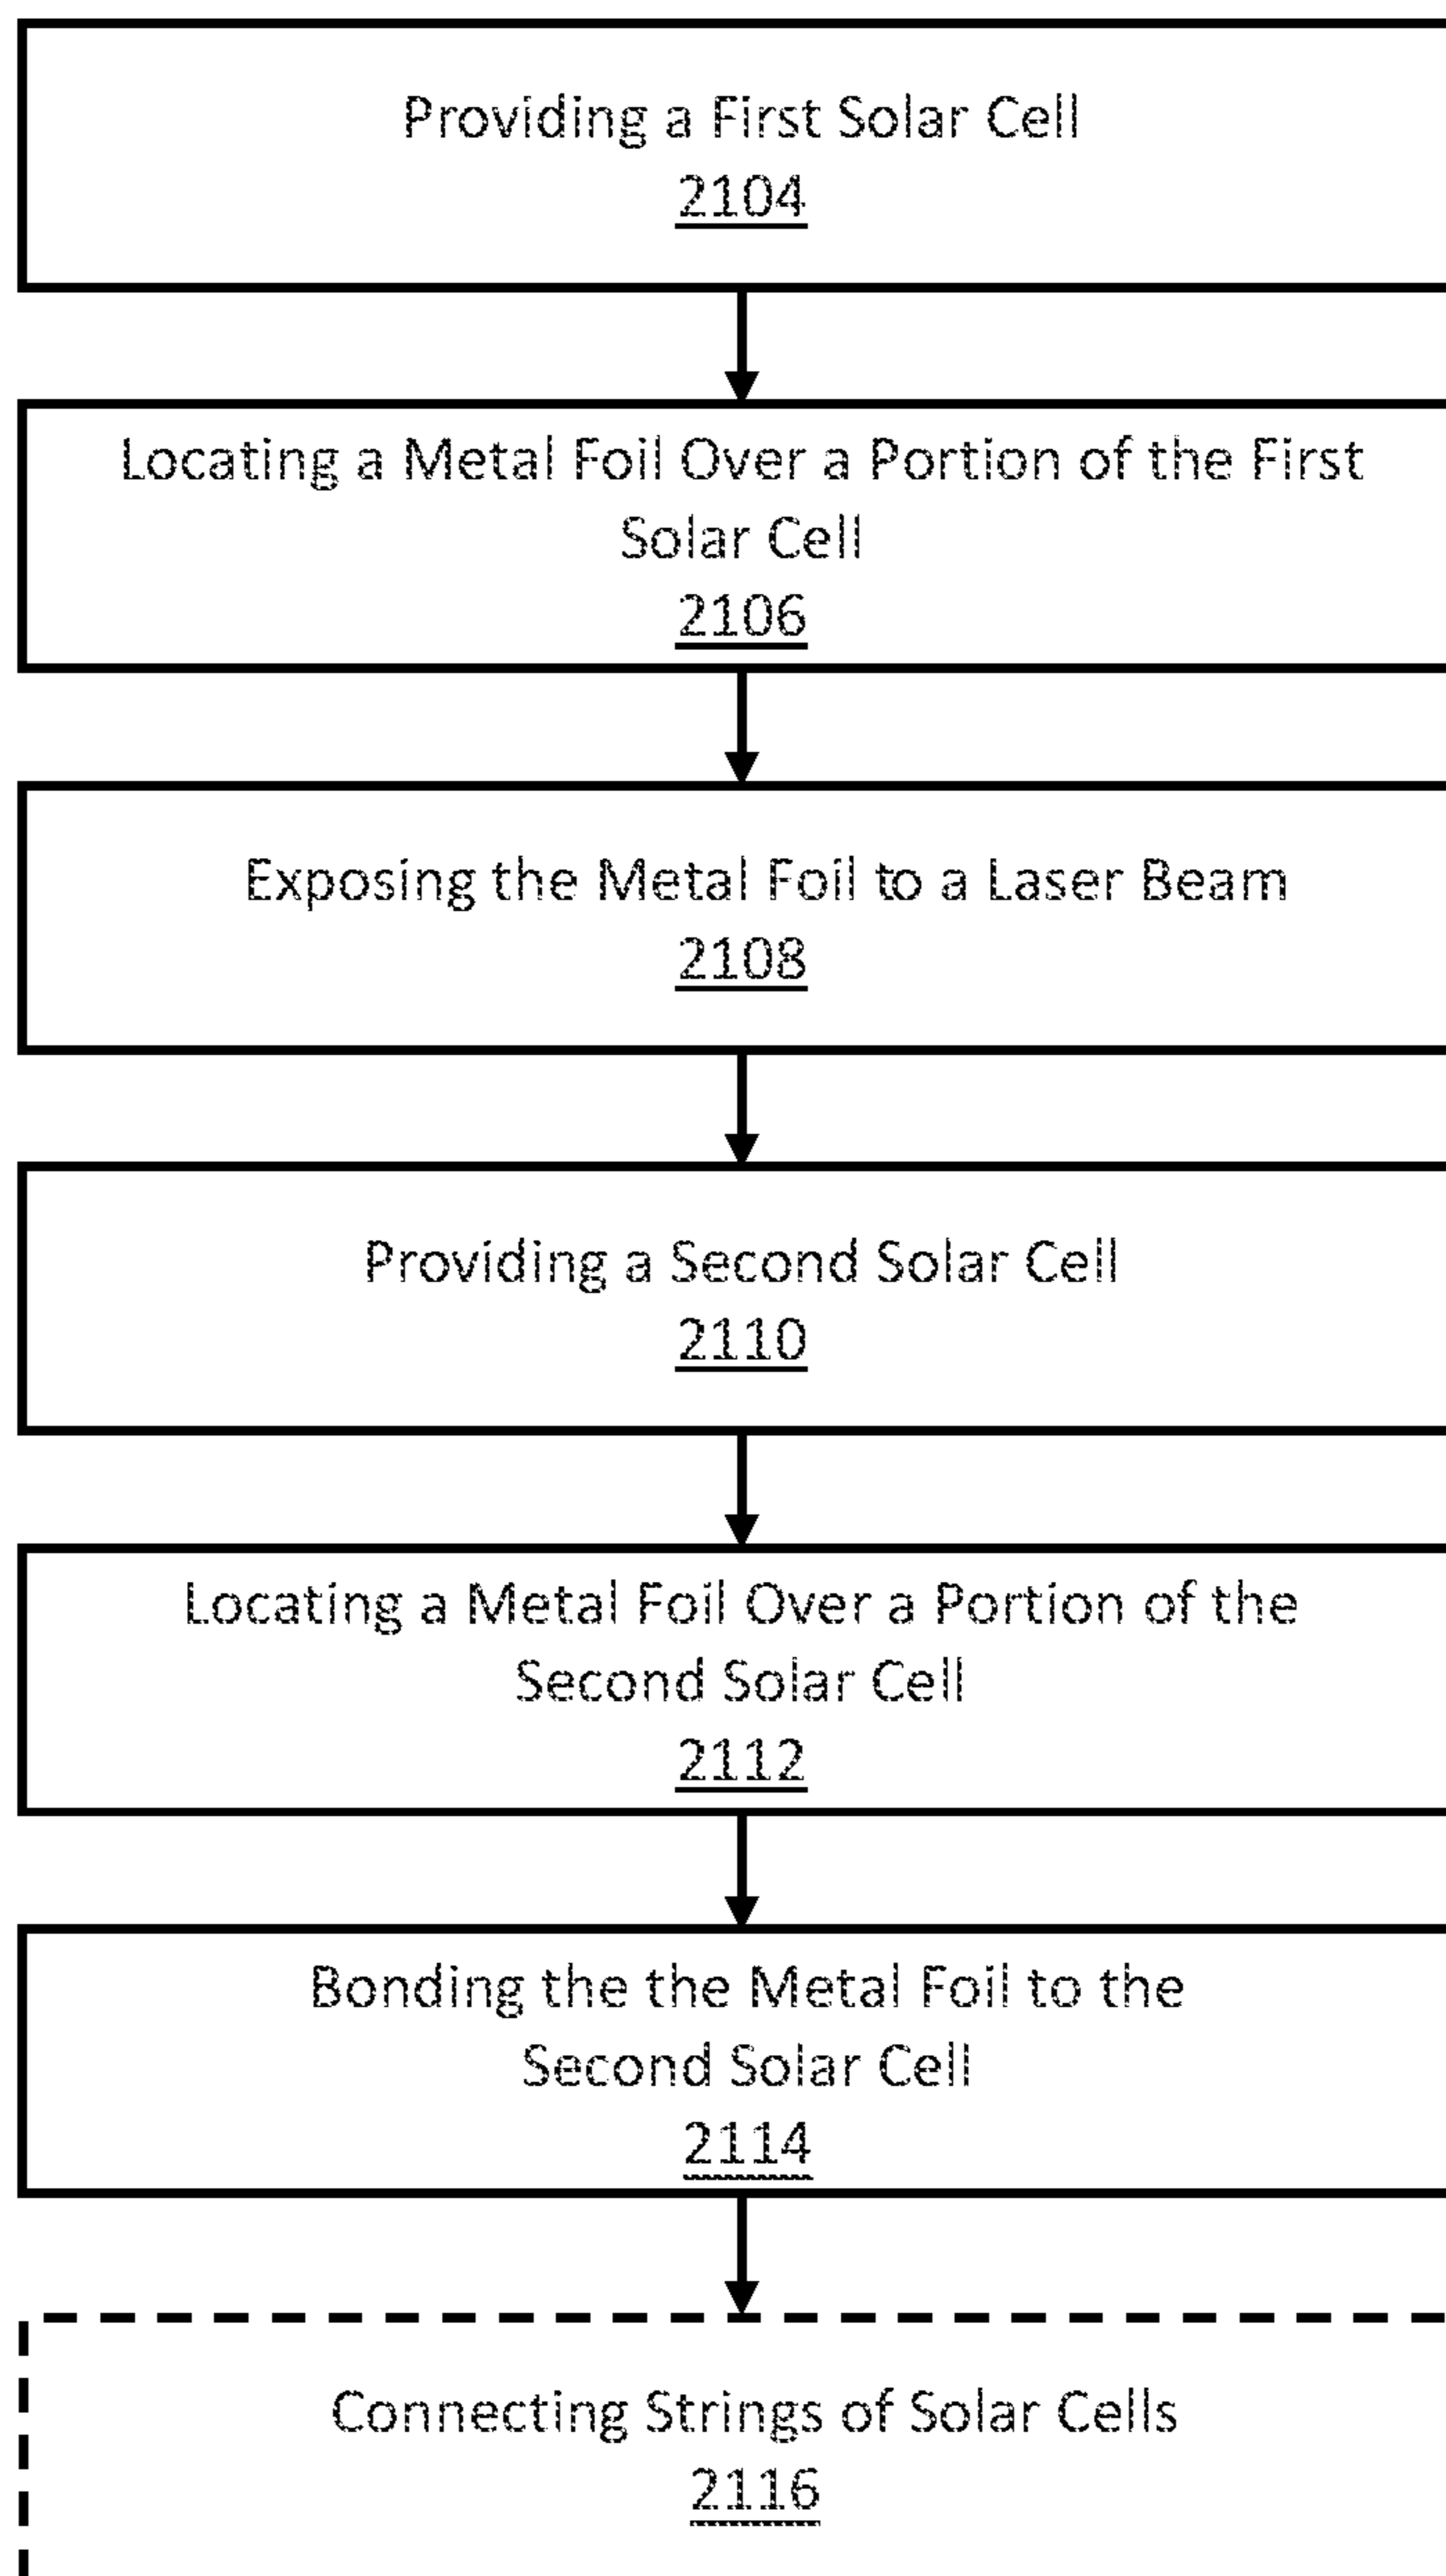 Providing a First Solar Cell
2104
Locating a Metal Foil Over a Portion of the First
Solar Cell
2106
Exposing the Metal Foil to a Laser Beam
2108
Providing a Second Solar Cell
2110
Locating a Metal Foil Over a Portion of the
Second Solar Cell
2112
Bonding the the Metal Foil to the
Second Solar Cell
2114
Connecting Strings of Solar Cells
2116